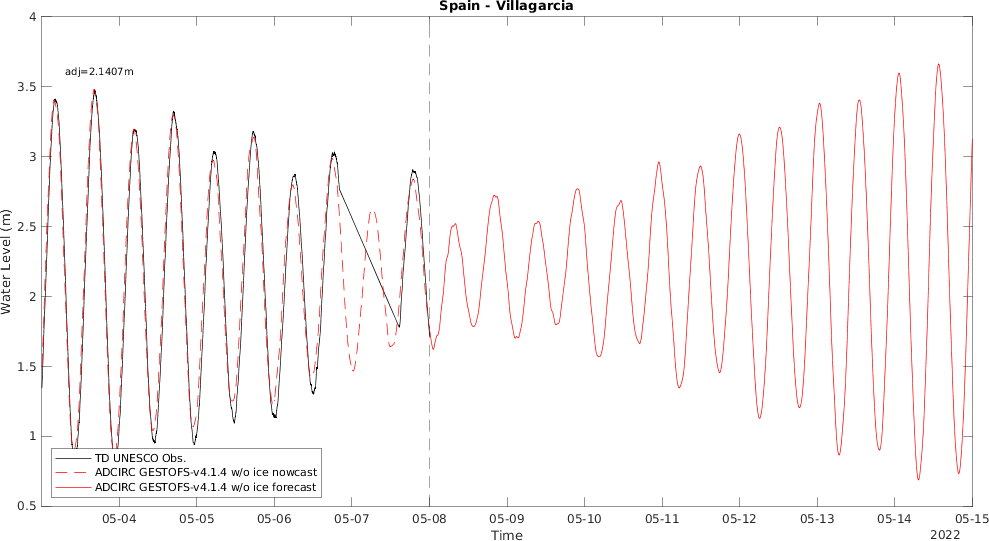 Spain - Villagarcia
adj=2.1407m
Water Level (m)
4
3.5
3
2.5
2
1.5
1
0.5
TD UNESCO Obs.
ADCIRC GESTOFS-v4.1.4 w/o ice nowcast
ADCIRC GESTOFS-v4.1.4 w/o ice forecast
05-04 05-05 05-06 05-07 05-08 05-09 05-10 05-11 05-12 05-13 05-14 05-15
Time
2022